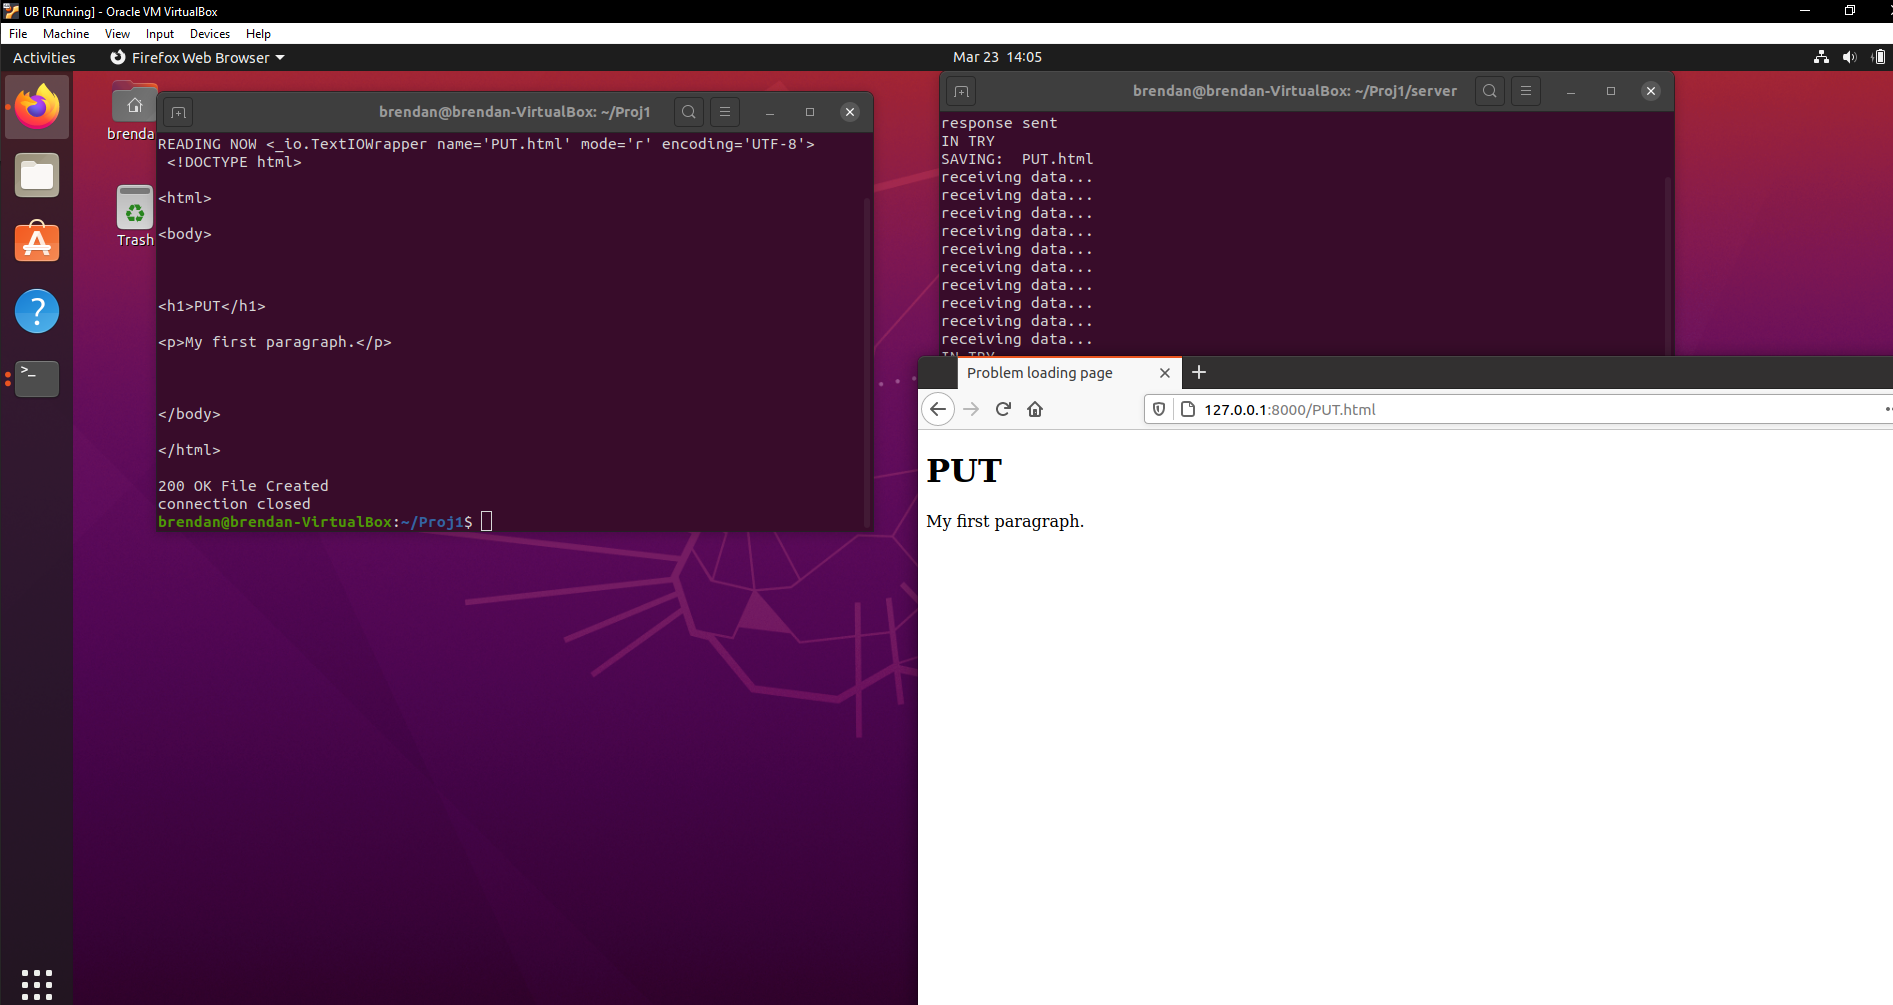 UB [Running] - Oracle VM VirtualBox
File Machine View Input Devices Help
Activities Firefox Web Browser Mar 23 14:05
brenda
Trash
brendan@brendan-VirtualBox: ~/Proj1
READING NOW <_io.TextIOWrapper name='PUT.html' mode='r' encoding='UTF-8'>
<!DOCTYPE html>
<html>
<body>
<h1>PUT</h1>
<p>My first paragraph.</p>
</body>
</html>
200 OK File Created
connection closed
brendan@brendan-VirtualBox:~/Proj1$
brendan@brendan-VirtualBox: ~/Proj1/server
response sent
IN TRY
SAVING:  PUT.html
receiving data...
receiving data...
receiving data...
receiving data...
receiving data...
receiving data...
receiving data...
receiving data...
receiving data...
receiving data...
IN TRY
Problem loading page
127.0.0.1:8000/PUT.html
PUT
My first paragraph.